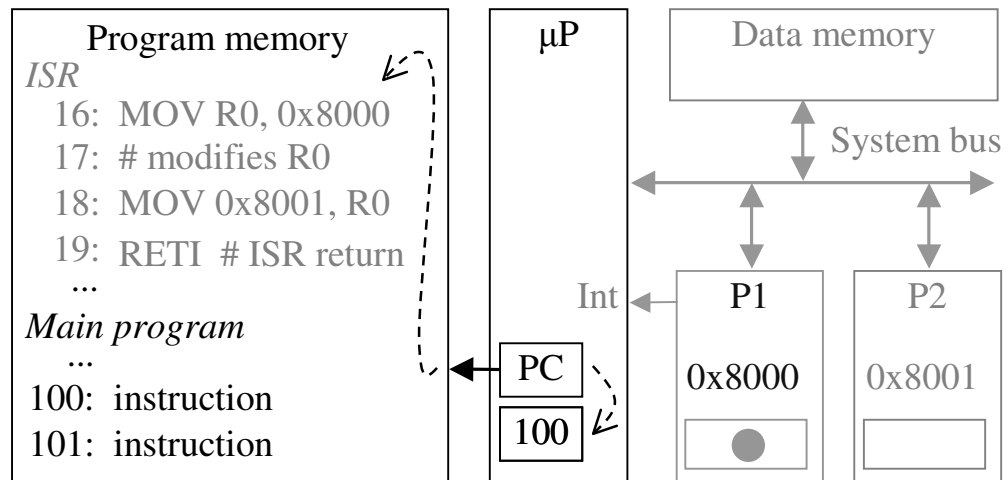 Program memory
ISR
16: MOV R0, 0x8000
17: # modifies R0
18: MOV 0x8001, R0
19: RETI # ISR return
...
Main program
...
100: instruction
101: instruction
μP
Int
PC
100
Data memory
System bus
P1
0x8000
P2
0x8001